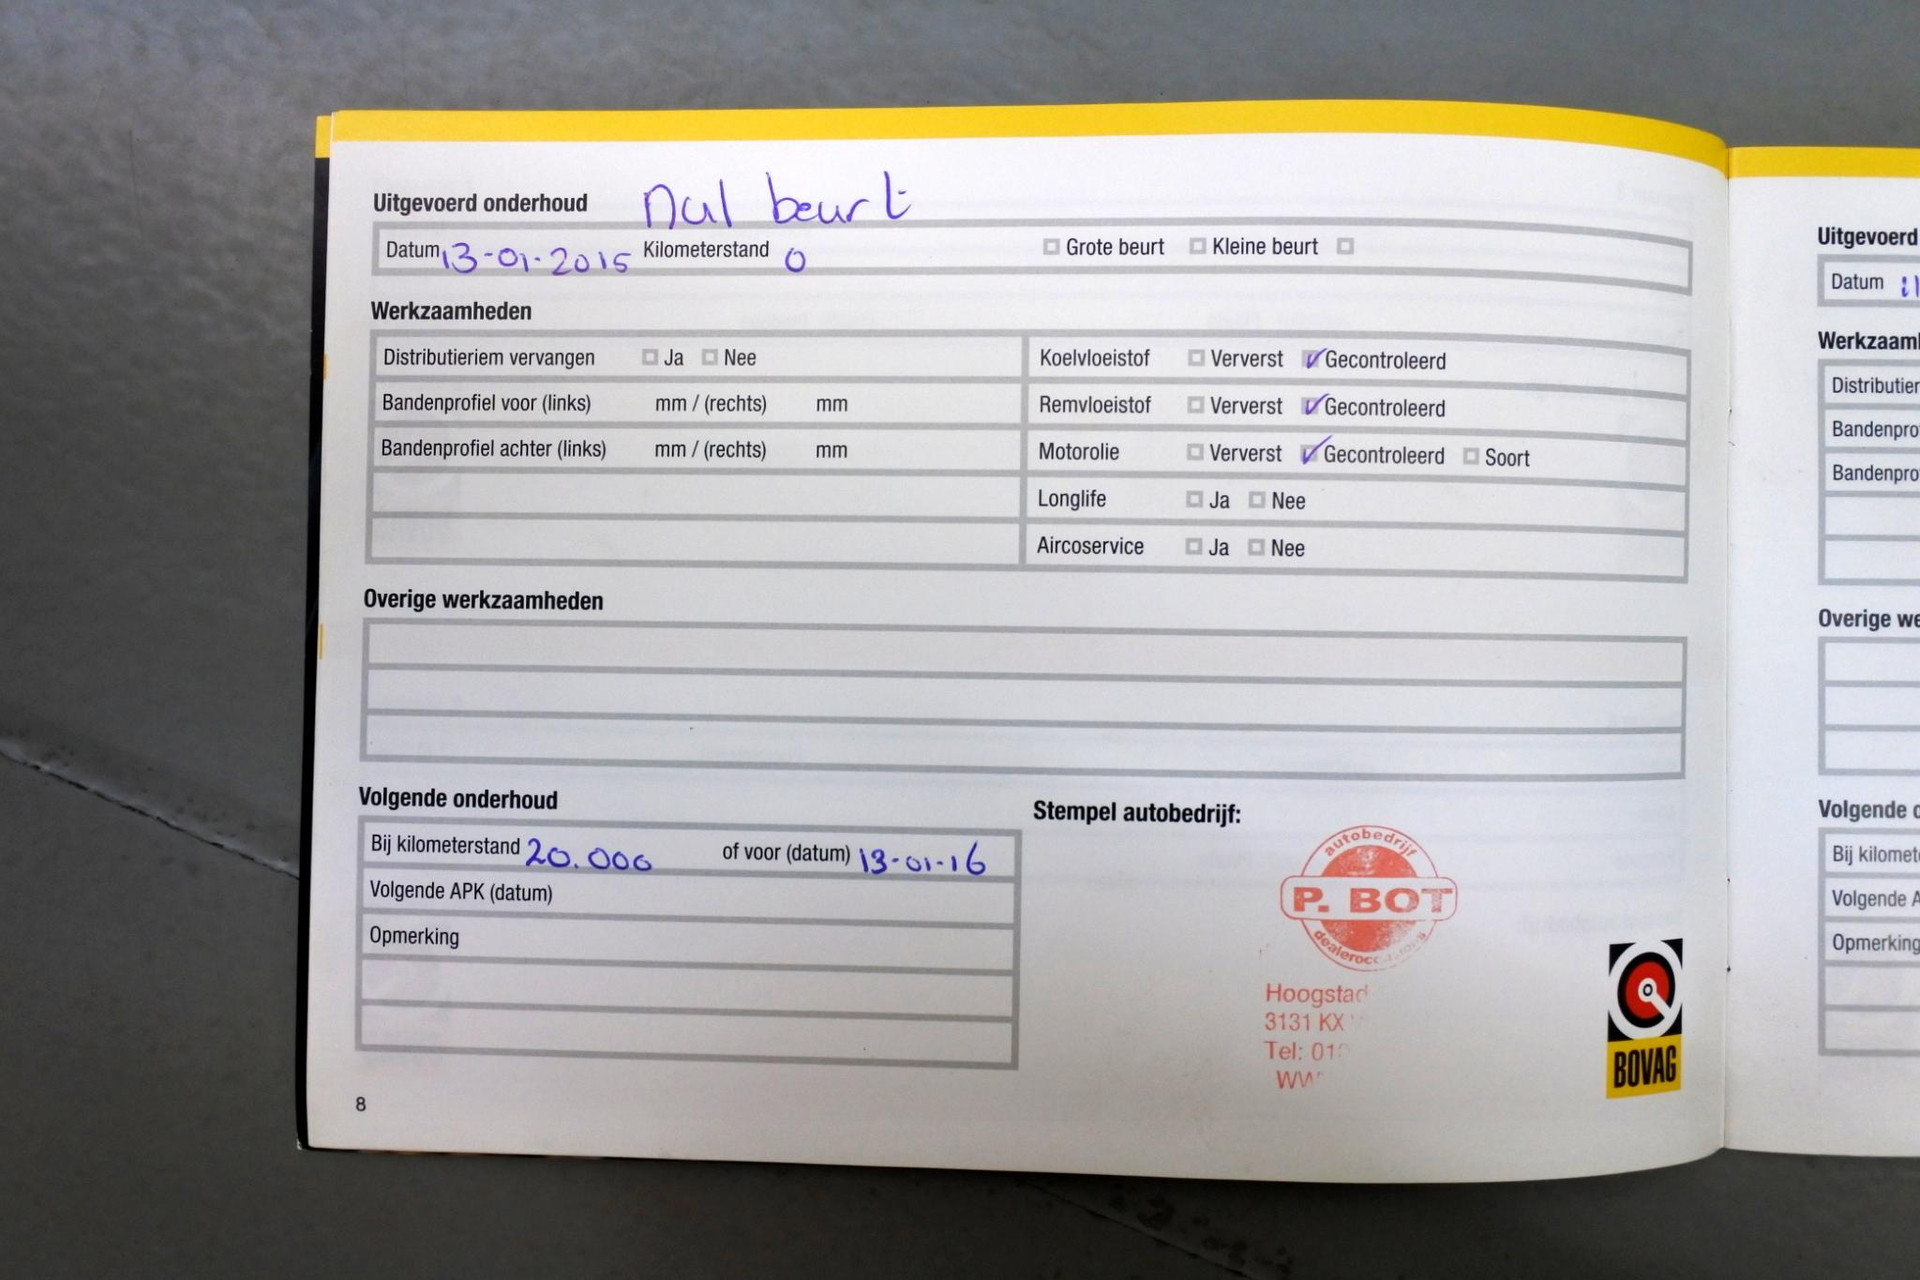 Uitgevoerd onderhoud nul beurt
Datum 13-01-2015 Kilometerstand 0 Grote beurt Kleine beurt
Werkzaamheden
Distributieriem vervangen Ja Nee
Bandenprofiel voor (links) mm / (rechts) mm
Bandenprofiel achter (links) mm / (rechts) mm
Koelvloeistof Ververst Gecontroleerd
Remvloeistof Ververst Gecontroleerd
Motorolie Ververst Gecontroleerd Soort
Longlife Ja Nee
Aircoservice Ja Nee
Overige werkzaamheden
Volgende onderhoud
Bij kilometerstand 20.000 of voor (datum) 13-01-16
Volgende APK (datum)
Opmerking
Stempel autobedrijf:
autobedrijf
P. BOT
Hoogstad
3131 KX
Tel: 01
WW
BOVAG
8
Uitgevoerd
Datum 11
Werkzaamh
Distributier
Bandenpro
Bandenpro
Overige we
Volgende o
Bij kilomete
Volgende A
Opmerking